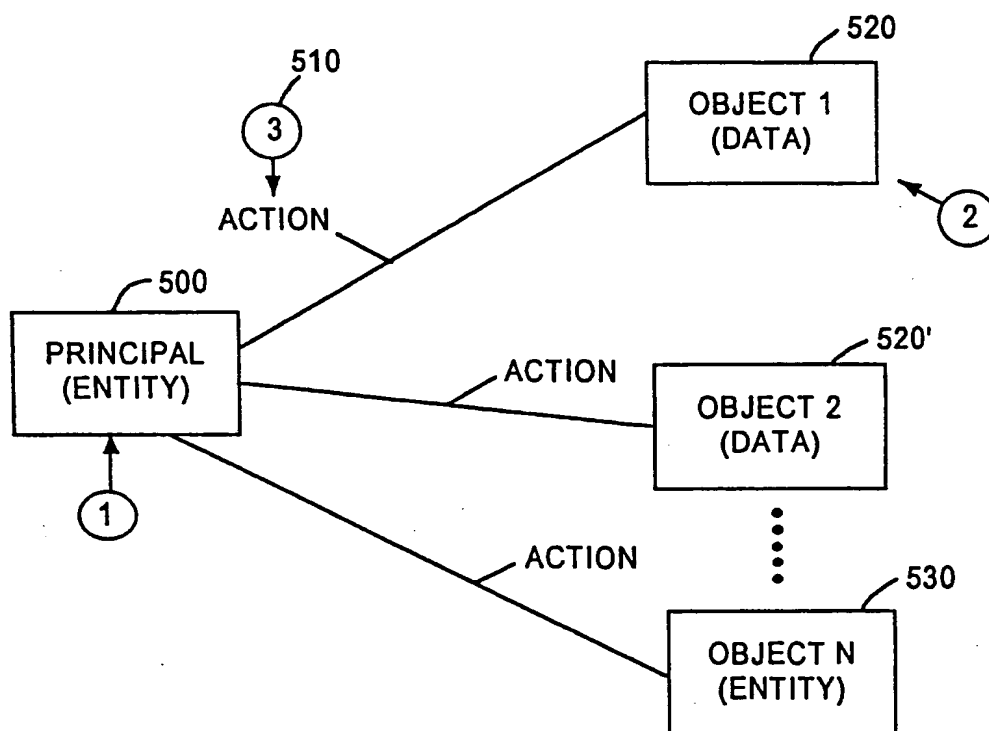 510
3
ACTION
520
OBJECT 1
(DATA)
2
500
PRINCIPAL
(ENTITY)
1
ACTION
520'
OBJECT 2
(DATA)
ACTION
530
OBJECT N
(ENTITY)